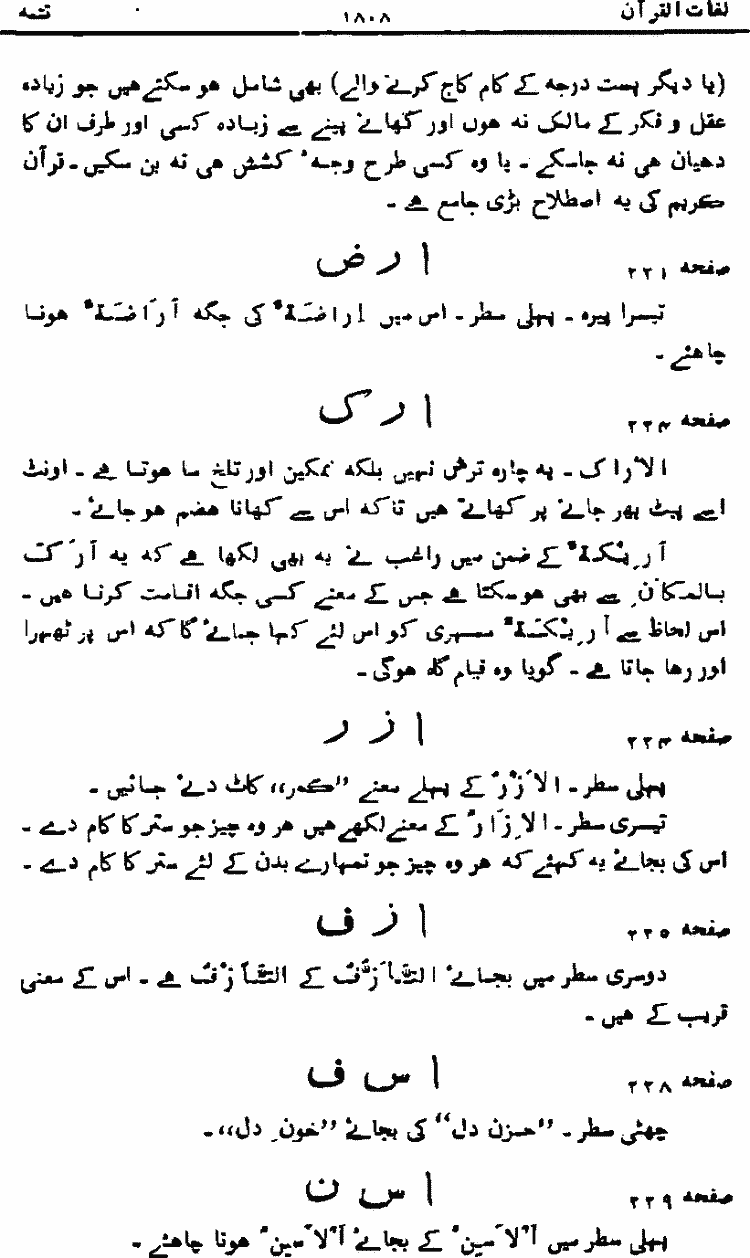 لغات القرآن ۱۸۰۸ تتمہ
(یا دیگر پست درجہ کے کام کاج کرنے والے) بھی شامل ہو سکتے ہیں جو زیادہ
عقل و فکر کے مالک نہ ہوں اور کھانے پینے سے زیادہ کسی اور طرف ان کا
دھیان ہی نہ جاسکے ۔ یا وہ کسی طرح وجہ کشش ہی نہ بن سکیں ۔ قرآن
کریم کی یہ اصطلاح بڑی جامع ہے ۔
صفحہ ۲۲۱ ا ر ض
تیسرا پیرہ ۔ پہلی سطر ۔ اس میں اِرَاضَۃٌ کی جگہ اَرَاضَۃٌ ہونا
چاہئے ۔
صفحہ ۲۲۳ ا ر ک
الْاَرَاک ۔ یہ چارہ ترش نہیں بلکہ نمکین اور تلخ سا ہوتا ہے ۔ اونٹ
اسے پیٹ بھر جانے پر کھاتے ہیں تاکہ اس سے کھانا ہضم ہو جائے ۔
اَرِیْکَۃٌ کے ضمن میں راغب نے یہ بھی لکھا ہے کہ یہ اَرَکَ
بِالْمَکَانِ سے بھی ہوسکتا ہے جس کے معنے کسی جگہ اقامت کرنا ہیں ۔
اس لحاظ سے اَرِیْکَۃٌ مسہری کو اس لئے کہا جائے گا کہ اس پر ٹھہرا
اور رہا جاتا ہے ۔ گویا وہ قیام گاہ ہوگی ۔
صفحہ ۲۲۳ ا ز ر
پہلی سطر ۔ الْاَزْرُ کے پہلے معنے ”کمر“ کاٹ دئے جائیں ۔
تیسری سطر ۔ الْاِزَارُ کے معنے لکھے ہیں ہر وہ چیز جو ستر کا کام دے ۔
اس کی بجائے یہ کہئے کہ ہر وہ چیز جو تمہارے بدن کے لئے ستر کا کام دے ۔
صفحہ ۲۲۵ ا ز ف
دوسری سطر میں بجائے التَّاَزُّفُ کے التَّآزُفُ ہے ۔ اس کے معنی
قریب کے ہیں ۔
صفحہ ۲۲۸ ا س ف
چھٹی سطر ۔ ”حزن دل“ کی بجائے ”خونِ دل“ ۔
صفحہ ۲۲۹ ا س ن
پہلی سطر میں اَلْاَسِینُ کے بجائے اَلْآسِینُ ہونا چاہئے ۔